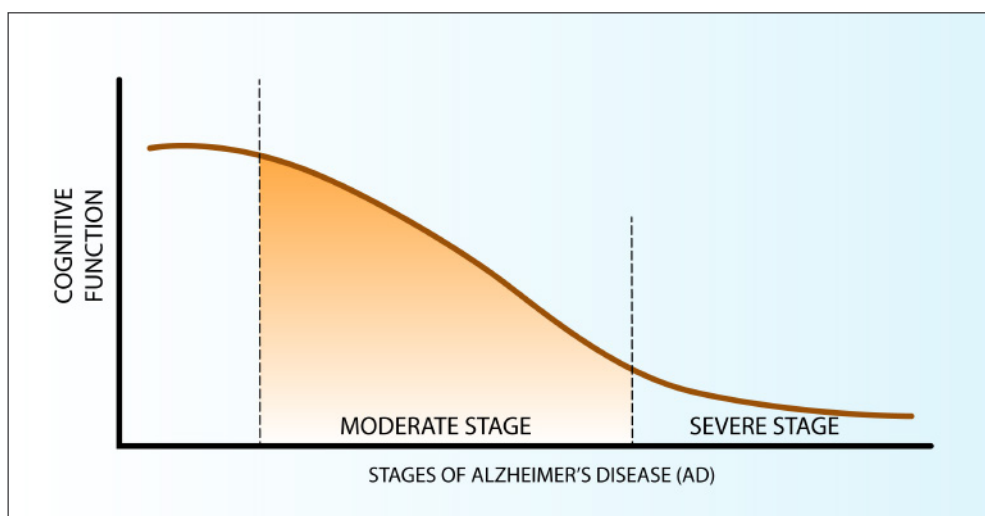 COGNITIVE
FUNCTION
MODERATE STAGE
SEVERE STAGE
STAGES OF ALZHEIMER’S DISEASE (AD)